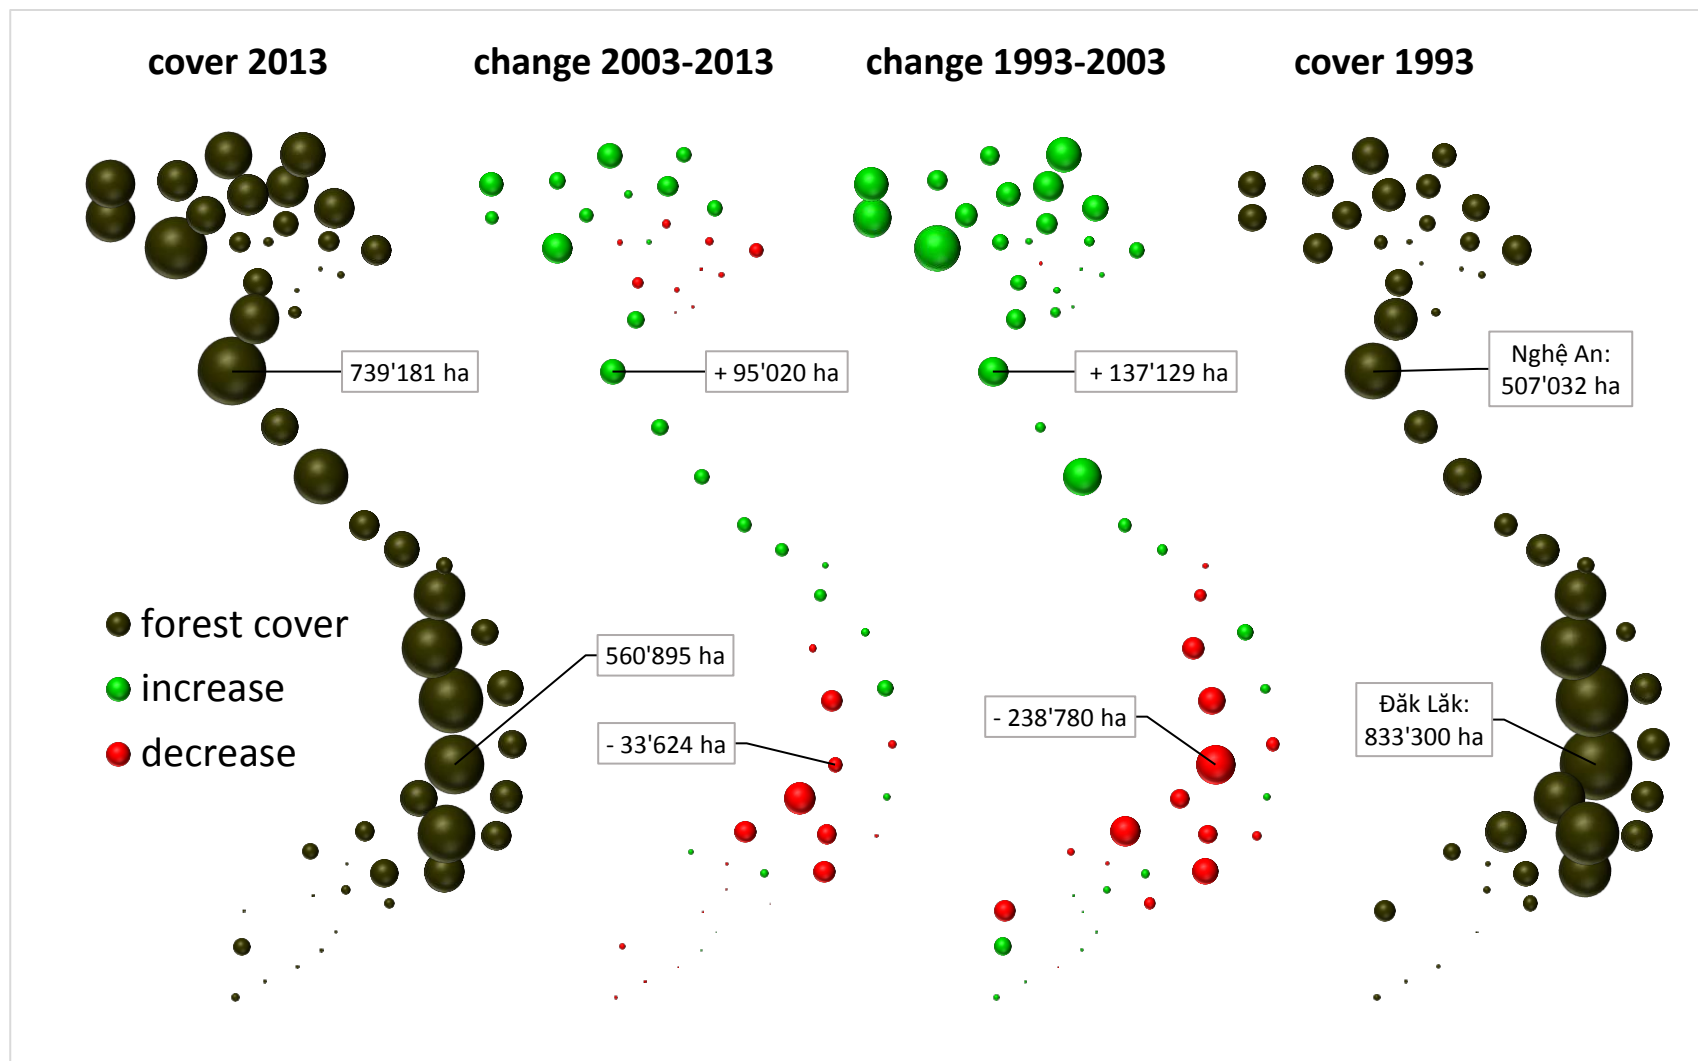 cover 2013
change 2003-2013
change 1993-2003
cover 1993
739'181 ha
+ 95'020 ha
+ 137'129 ha
Nghệ An:
507'032 ha
forest cover
increase
decrease
560'895 ha
- 33'624 ha
- 238'780 ha
Đăk Lăk:
833'300 ha